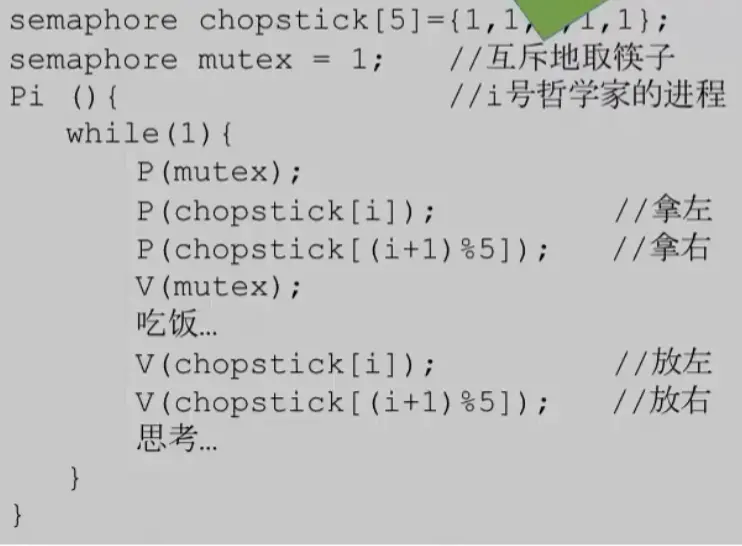 semaphore chopstick[5]={1,1, ,1,1};
semaphore mutex = 1; //互斥地取筷子
Pi (){ //i号哲学家的进程
while(1){
P(mutex);
P(chopstick[i]); //拿左
P(chopstick[(i+1)%5]); //拿右
V(mutex);
吃饭…
V(chopstick[i]); //放左
V(chopstick[(i+1)%5]); //放右
思考…
}
}